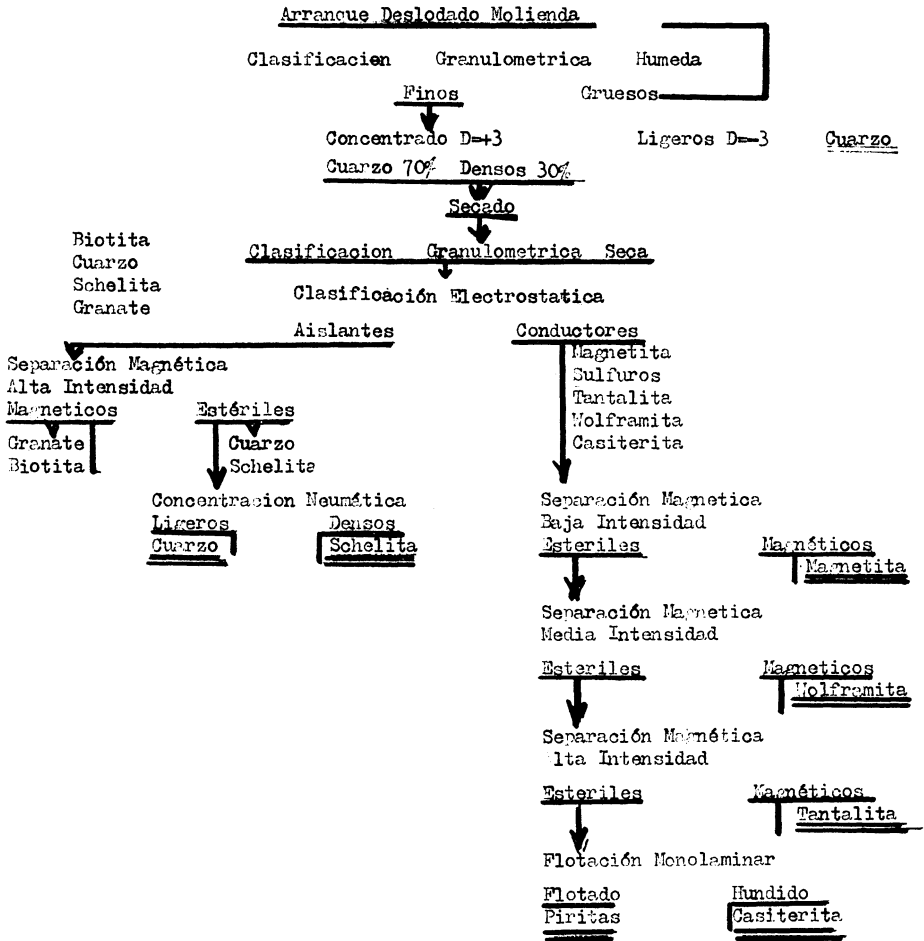 Arranque Deslodado Molienda
Clasificacien Granulometrica Humeda
Finos Gruesos
Concentrado D=+3 Ligeros D=-3 Cuarzo
Cuarzo 70% Densos 30%
Secado
Biotita
Cuarzo
Schelita
Granate
Clasificacion Granulometrica Seca
Clasificación Electrostatica
Aislantes Conductores
Magnetita
Sulfuros
Tantalita
Wolframita
Casiterita
Separación Magnética
Alta Intensidad
Magneticos Estériles
Granate Cuarzo
Biotita Schelita
Concentracion Neumática
Ligeros Densos
Cuarzo Schelita
Separación Magnetica
Baja Intensidad
Esteriles Magnéticos
Magnetita
Separación Magnetica
Media Intensidad
Esteriles Magneticos
Wolframita
Separación Magnética
Alta Intensidad
Esteriles Magnéticos
Tantalita
Flotación Monolaminar
Flotado Hundido
Piritas Casiterita